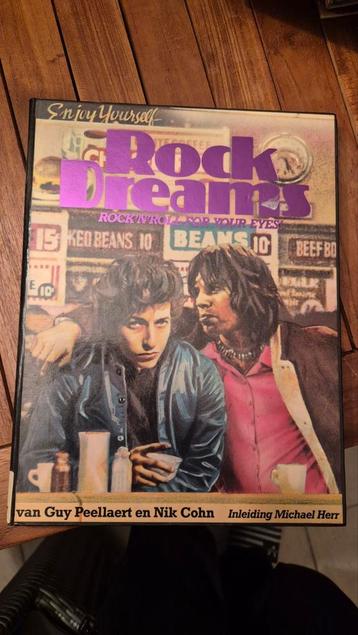 Enjoy Yourself
Rock
Dreams
ROCK'N'ROLL FOR YOUR EYES!
15
KED BEANS 10
BEANS 10¢
BEEF BO
van Guy Peellaert en Nik Cohn
Inleiding Michael Herr